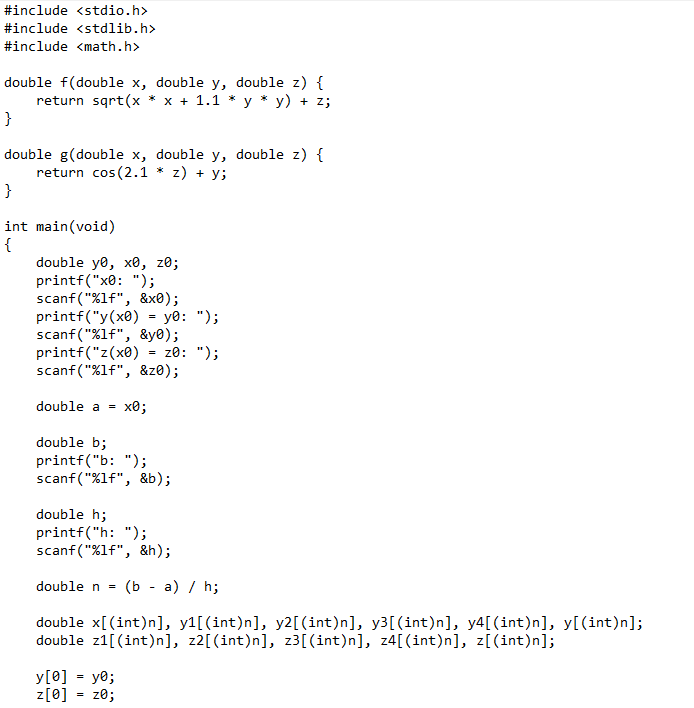 #include <stdio.h>
#include <stdlib.h>
#include <math.h>
double f(double x, double y, double z) {
return sqrt(x * x + 1.1 * y * y) + z;
}
double g(double x, double y, double z) {
return cos(2.1 * z) + y;
}
int main(void)
{
double y0, x0, z0;
printf("x0: ");
scanf("%lf", &x0);
printf("y(x0) = y0: ");
scanf("%lf", &y0);
printf("z(x0) = z0: ");
scanf("%lf", &z0);
double a = x0;
double b;
printf("b: ");
scanf("%lf", &b);
double h;
printf("h: ");
scanf("%lf", &h);
double n = (b - a) / h;
double x[(int)n], y1[(int)n], y2[(int)n], y3[(int)n], y4[(int)n], y[(int)n];
double z1[(int)n], z2[(int)n], z3[(int)n], z4[(int)n], z[(int)n];
y[0] = y0;
z[0] = z0;